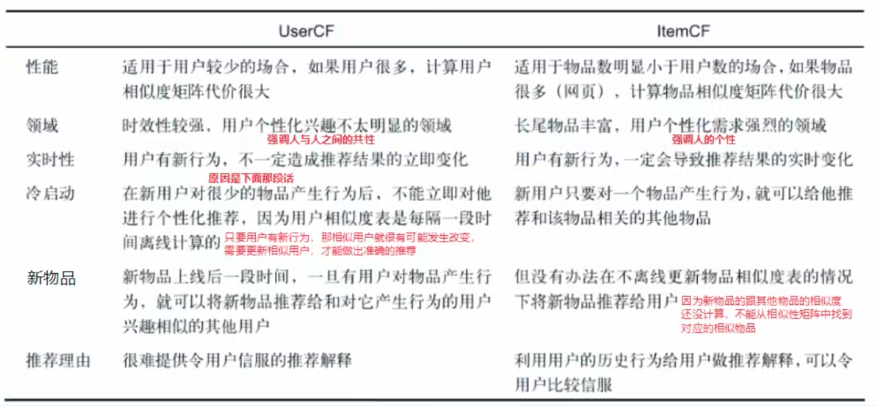 UserCF ItemCF
性能 适用于用户较少的场合，如果用户很多，计算用户 适用于物品数明显小于用户数的场合，如果物品
相似度矩阵代价很大 很多（网页），计算物品相似度矩阵代价很大
领域 时效性较强，用户个性化兴趣不太明显的领域 长尾物品丰富，用户个性化需求强烈的领域
强调人与人之间的共性 强调人的个性
实时性 用户有新行为，不一定造成推荐结果的立即变化 用户有新行为，一定会导致推荐结果的实时变化
原因是下面那段话
冷启动 在新用户对很少的物品产生行为后，不能立即对他 新用户只要对一个物品产生行为，就可以给他推
进行个性化推荐，因为用户相似度表是每隔一段时 荐和该物品相关的其他物品
间离线计算的 只要用户有新行为，那相似用户就很有可能发生改变，
需要更新相似用户，才能做出准确的推荐
新物品 新物品上线后一段时间，一旦有用户对物品产生行 但没有办法在不离线更新物品相似度表的情况
为，就可以将新物品推荐给和对它产生行为的用户 下将新物品推荐给用户 因为新物品的跟其他物品的相似度
兴趣相似的其他用户 还没计算，不能从相似性矩阵中找到
对应的相似物品
推荐理由 很难提供令用户信服的推荐解释 利用用户的历史行为给用户做推荐解释，可以令
用户比较信服